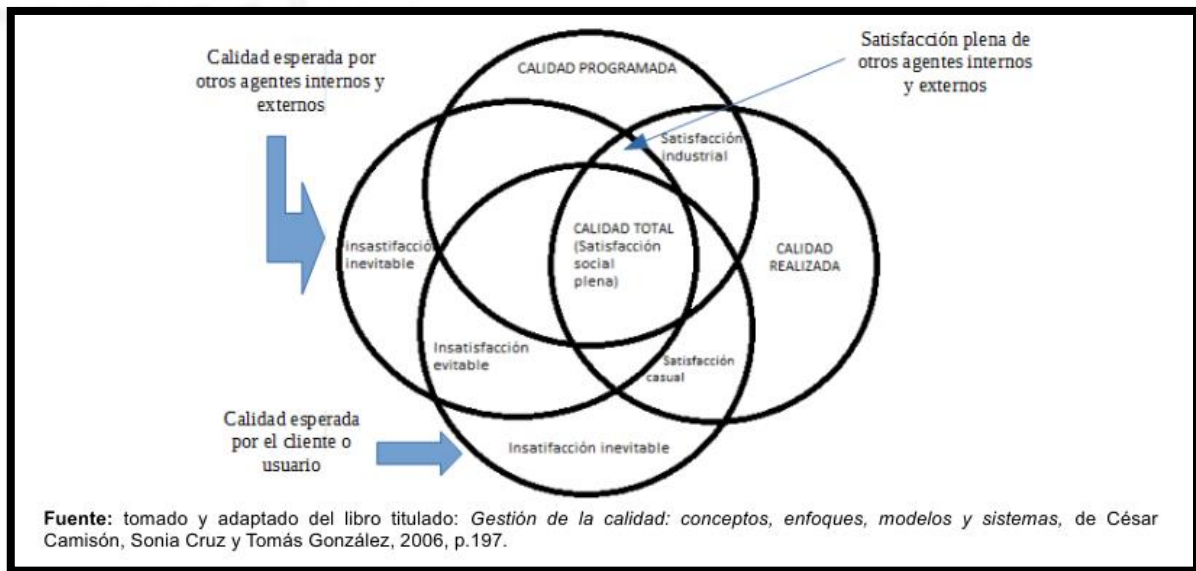 Calidad esperada por
otros agentes internos y
externos
CALIDAD PROGRAMADA
Satisfacción plena de
otros agentes internos
y externos
Satisfacción
industrial
Insastifacción
inevitable
CALIDAD TOTAL
(Satisfacción
social
plena)
CALIDAD
REALIZADA
Insatisfacción
evitable
Satisfacción
casual
Calidad esperada
por el cliente o
usuario
Insatifacción inevitable
Fuente: tomado y adaptado del libro titulado: Gestión de la calidad: conceptos, enfoques, modelos y sistemas, de César
Camisón, Sonia Cruz y Tomás González, 2006, p.197.